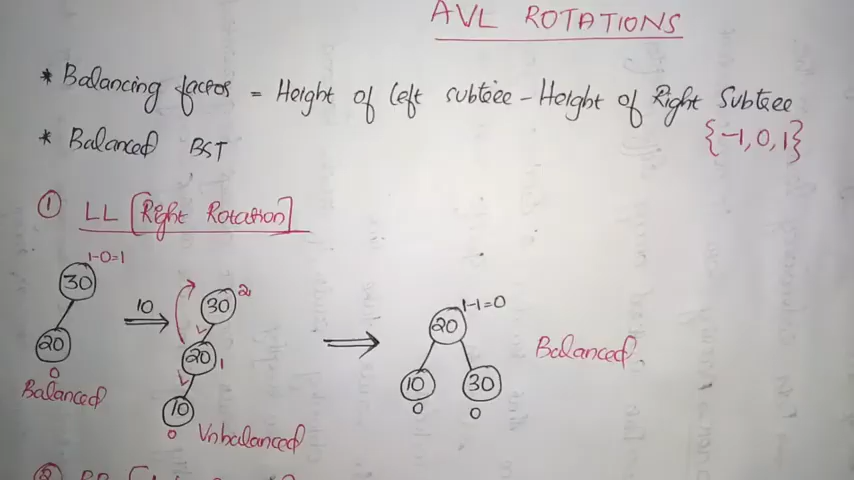 AVL ROTATIONS
* Balancing factor = Height of left subtree - Height of Right Subtree
{-1, 0, 1}
* Balanced BST
① LL [Right Rotation]
1-0=1
30
20
0
Balanced
10
30 2
20 1
10
0
Unbalanced
1-1=0
20
10 30
0 0
Balanced
② RR